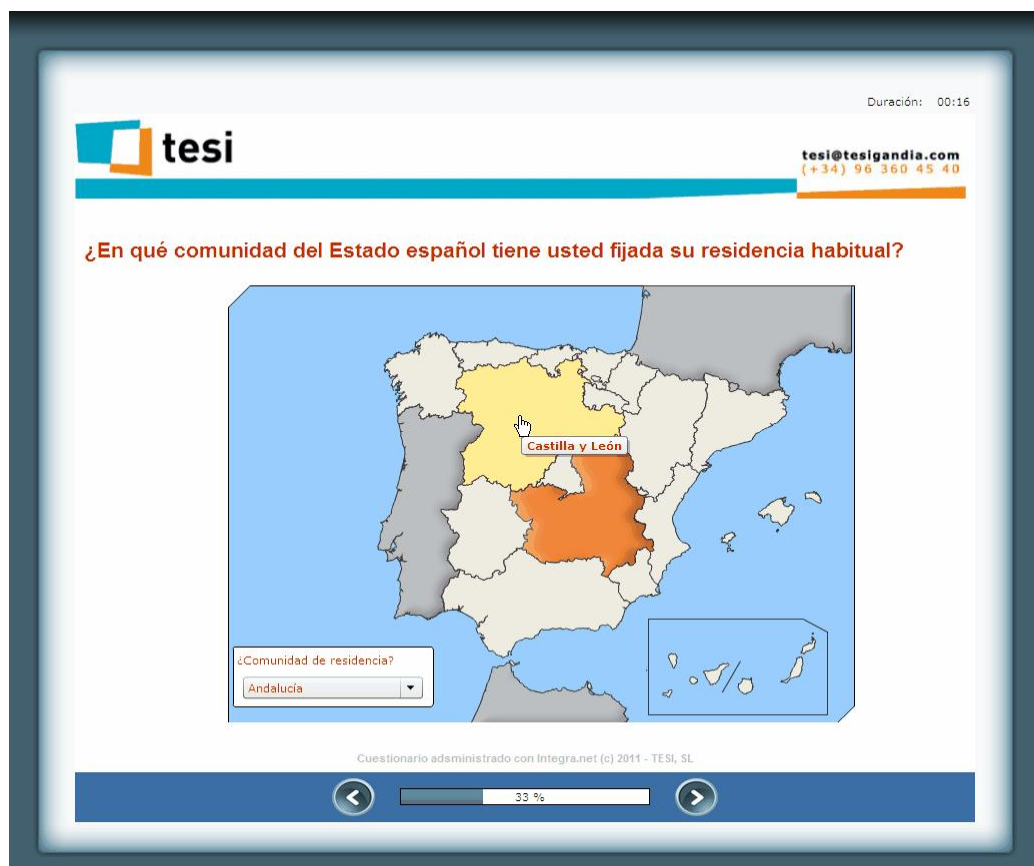 Duración: 00:16
tesi
tesi@tesigandia.com
(+34) 96 360 45 40
¿En qué comunidad del Estado español tiene usted fijada su residencia habitual?
Castilla y León
¿Comunidad de residencia?
Andalucía
Cuestionario adsministrado con Integra.net (c) 2011 - TESI, SL
33 %